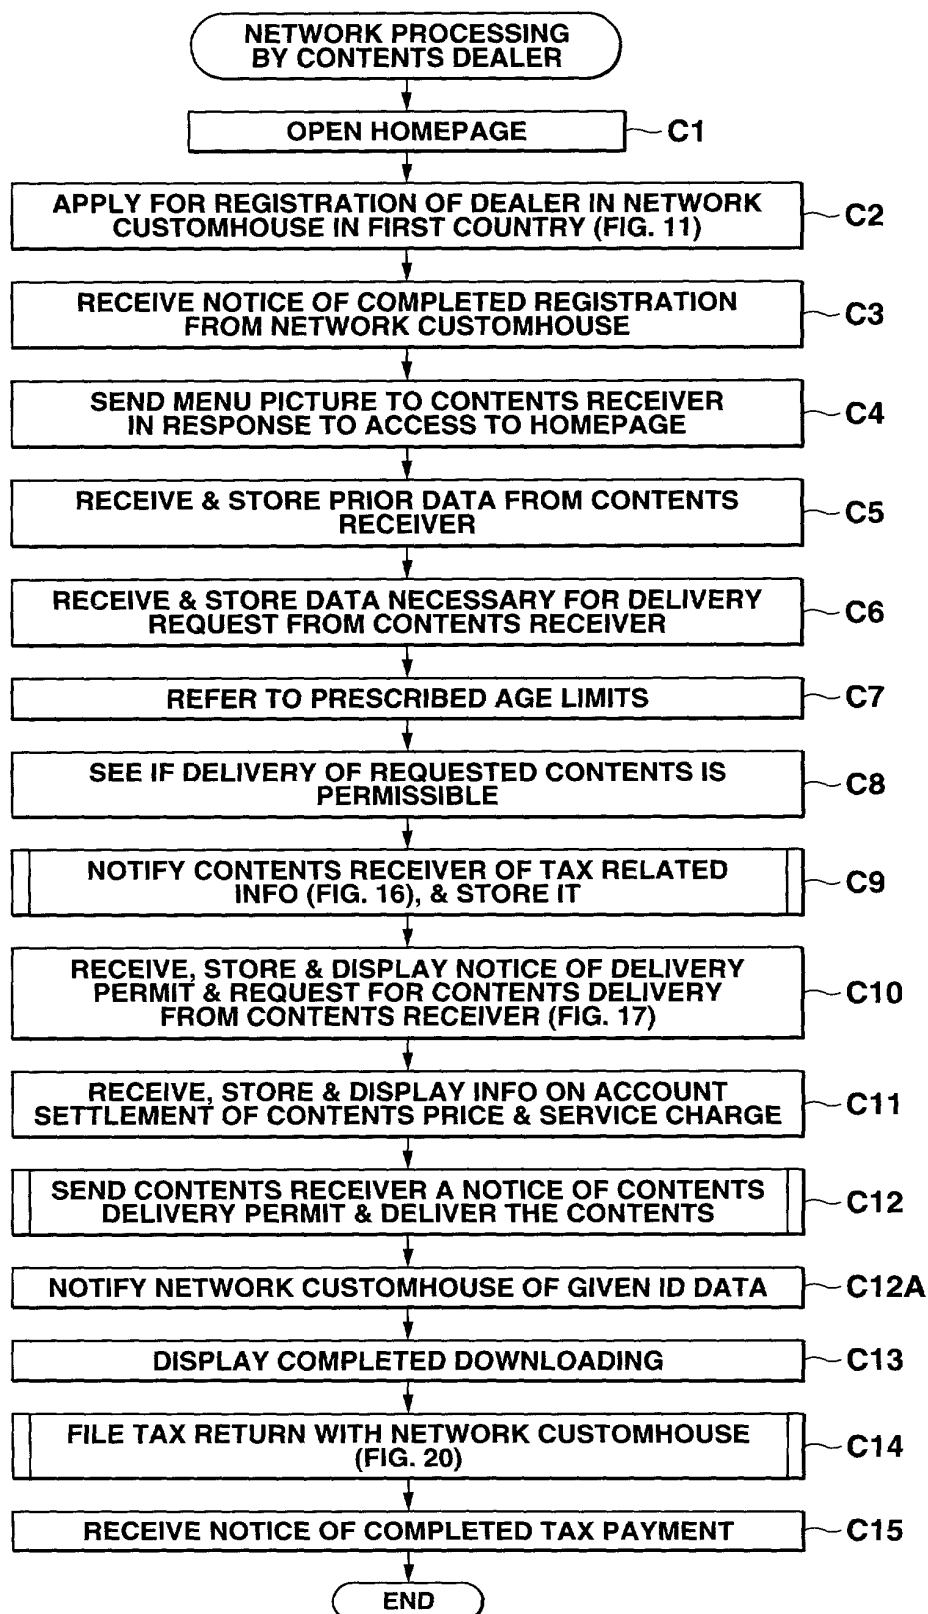 NETWORK PROCESSING
BY CONTENTS DEALER
OPEN HOMEPAGE
C1
APPLY FOR REGISTRATION OF DEALER IN NETWORK
CUSTOMHOUSE IN FIRST COUNTRY (FIG. 11)
C2
RECEIVE NOTICE OF COMPLETED REGISTRATION
FROM NETWORK CUSTOMHOUSE
C3
SEND MENU PICTURE TO CONTENTS RECEIVER
IN RESPONSE TO ACCESS TO HOMEPAGE
C4
RECEIVE & STORE PRIOR DATA FROM CONTENTS
RECEIVER
C5
RECEIVE & STORE DATA NECESSARY FOR DELIVERY
REQUEST FROM CONTENTS RECEIVER
C6
REFER TO PRESCRIBED AGE LIMITS
C7
SEE IF DELIVERY OF REQUESTED CONTENTS IS
PERMISSIBLE
C8
NOTIFY CONTENTS RECEIVER OF TAX RELATED
INFO (FIG. 16), & STORE IT
C9
RECEIVE, STORE & DISPLAY NOTICE OF DELIVERY
PERMIT & REQUEST FOR CONTENTS DELIVERY
FROM CONTENTS RECEIVER (FIG. 17)
C10
RECEIVE, STORE & DISPLAY INFO ON ACCOUNT
SETTLEMENT OF CONTENTS PRICE & SERVICE CHARGE
C11
SEND CONTENTS RECEIVER A NOTICE OF CONTENTS
DELIVERY PERMIT & DELIVER THE CONTENTS
C12
NOTIFY NETWORK CUSTOMHOUSE OF GIVEN ID DATA
C12A
DISPLAY COMPLETED DOWNLOADING
C13
FILE TAX RETURN WITH NETWORK CUSTOMHOUSE
(FIG. 20)
C14
RECEIVE NOTICE OF COMPLETED TAX PAYMENT
C15
END